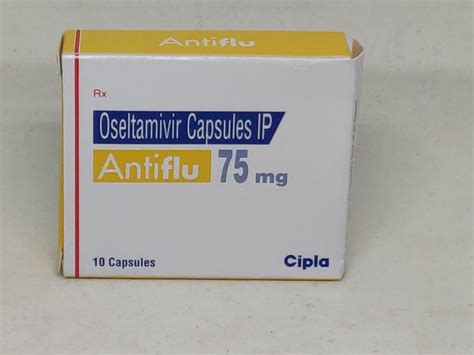 Antiflu
Rx
Oseltamivir Capsules IP
Antiflu 75 mg
10 Capsules
Cipla